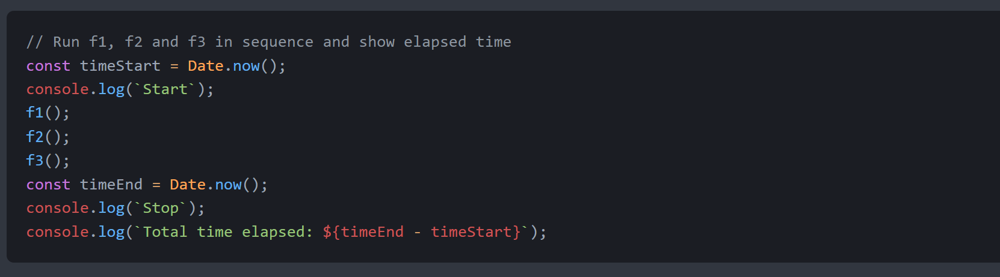 // Run f1, f2 and f3 in sequence and show elapsed time
const timeStart = Date.now();
console.log(`Start`);
f1();
f2();
f3();
const timeEnd = Date.now();
console.log(`Stop`);
console.log(`Total time elapsed: ${timeEnd - timeStart}`);